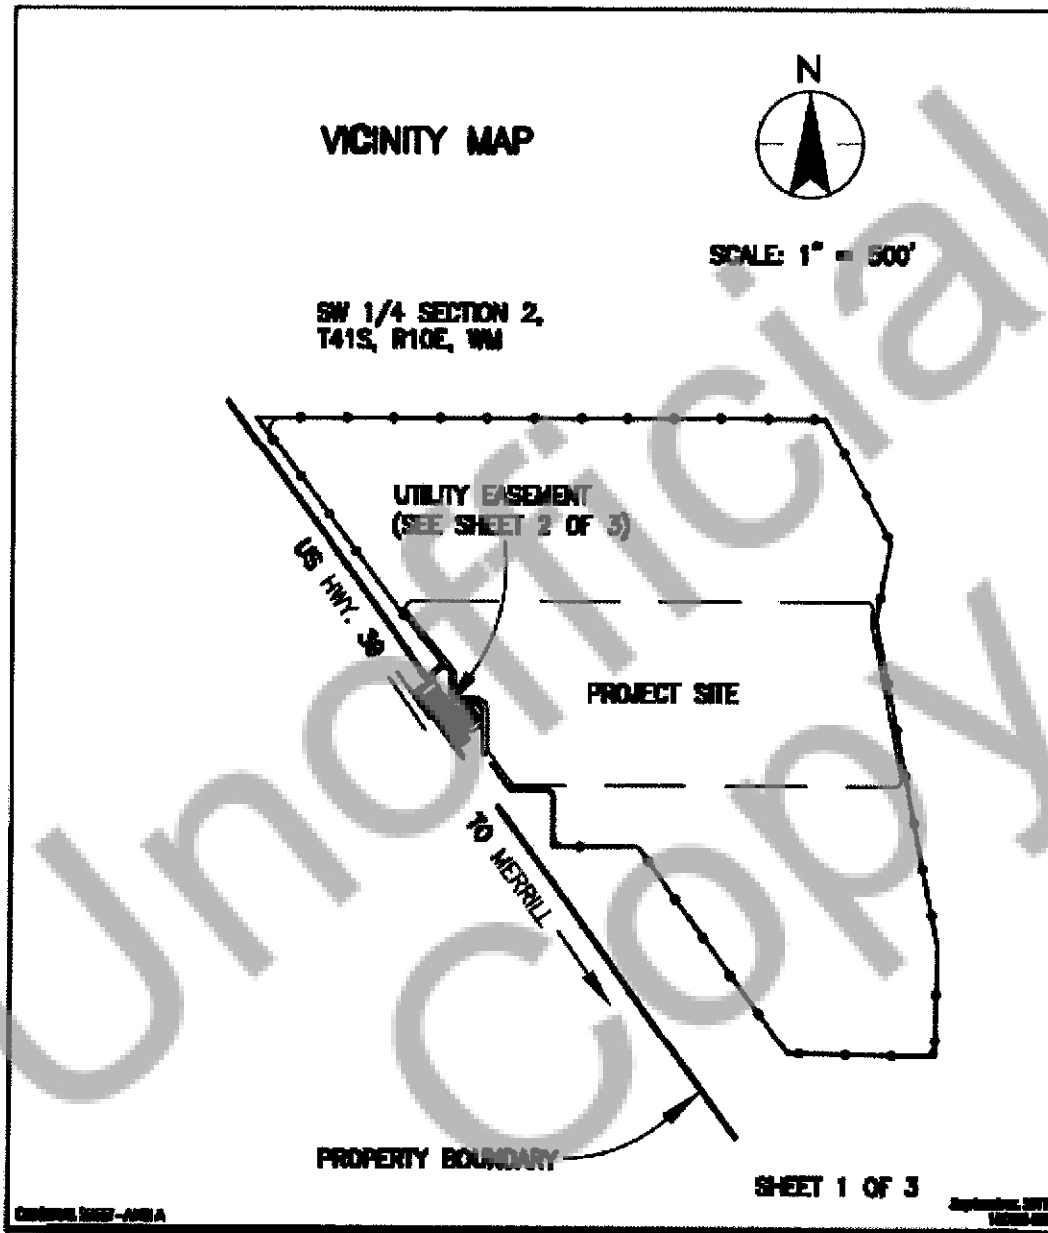 N
VICINITY MAP
SCALE: 1" = 500'
SW 1/4 SECTION 2,
T41S, R10E, WM
UTILITY EASEMENT
(SEE SHEET 2 OF 3)
US HWY. 39
PROJECT SITE
TO MERRILL
PROPERTY BOUNDARY
SHEET 1 OF 3
Unofficial
Copy